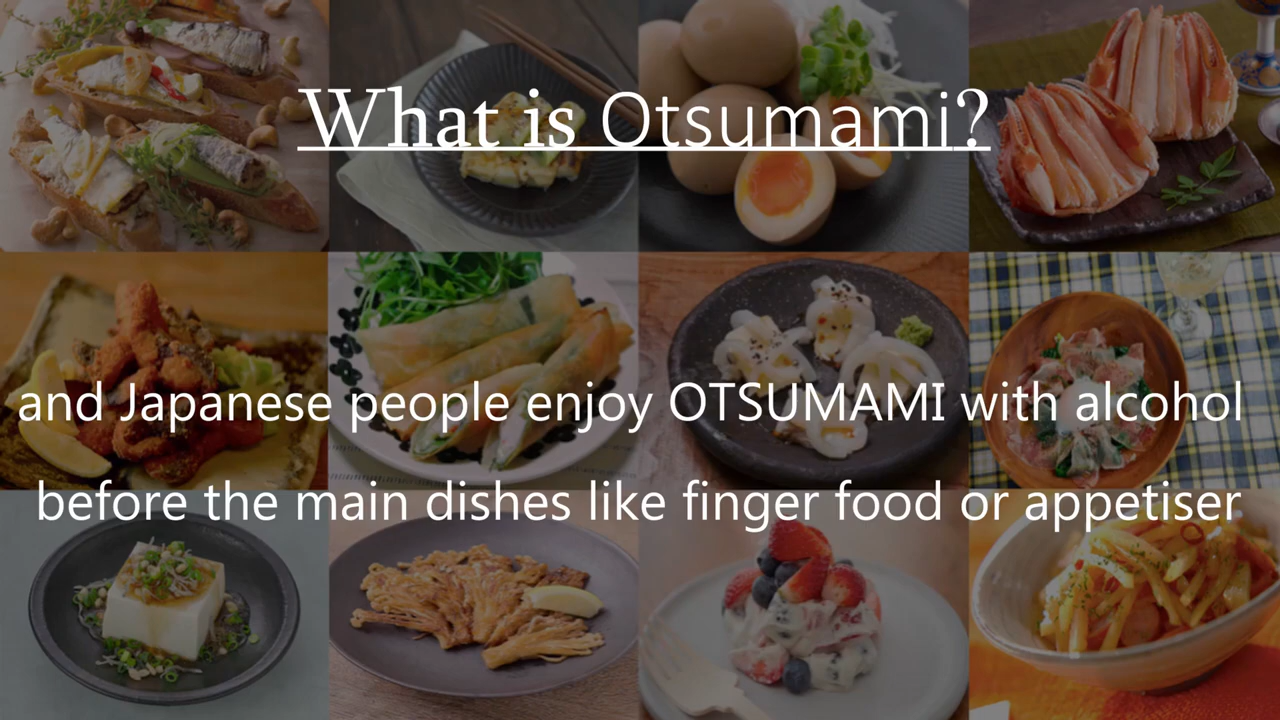 What is Otsumami?
and Japanese people enjoy OTSUMAMI with alcohol
before the main dishes like finger food or appetiser